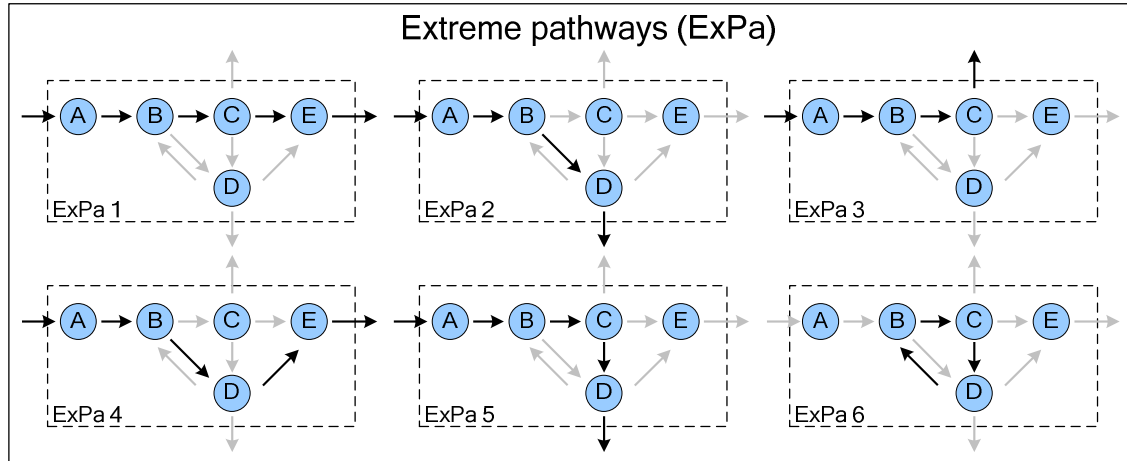 Extreme pathways (ExPa)
A B C E
D
ExPa 1
A B C E
D
ExPa 2
A B C E
D
ExPa 3
A B C E
D
ExPa 4
A B C E
D
ExPa 5
A B C E
D
ExPa 6